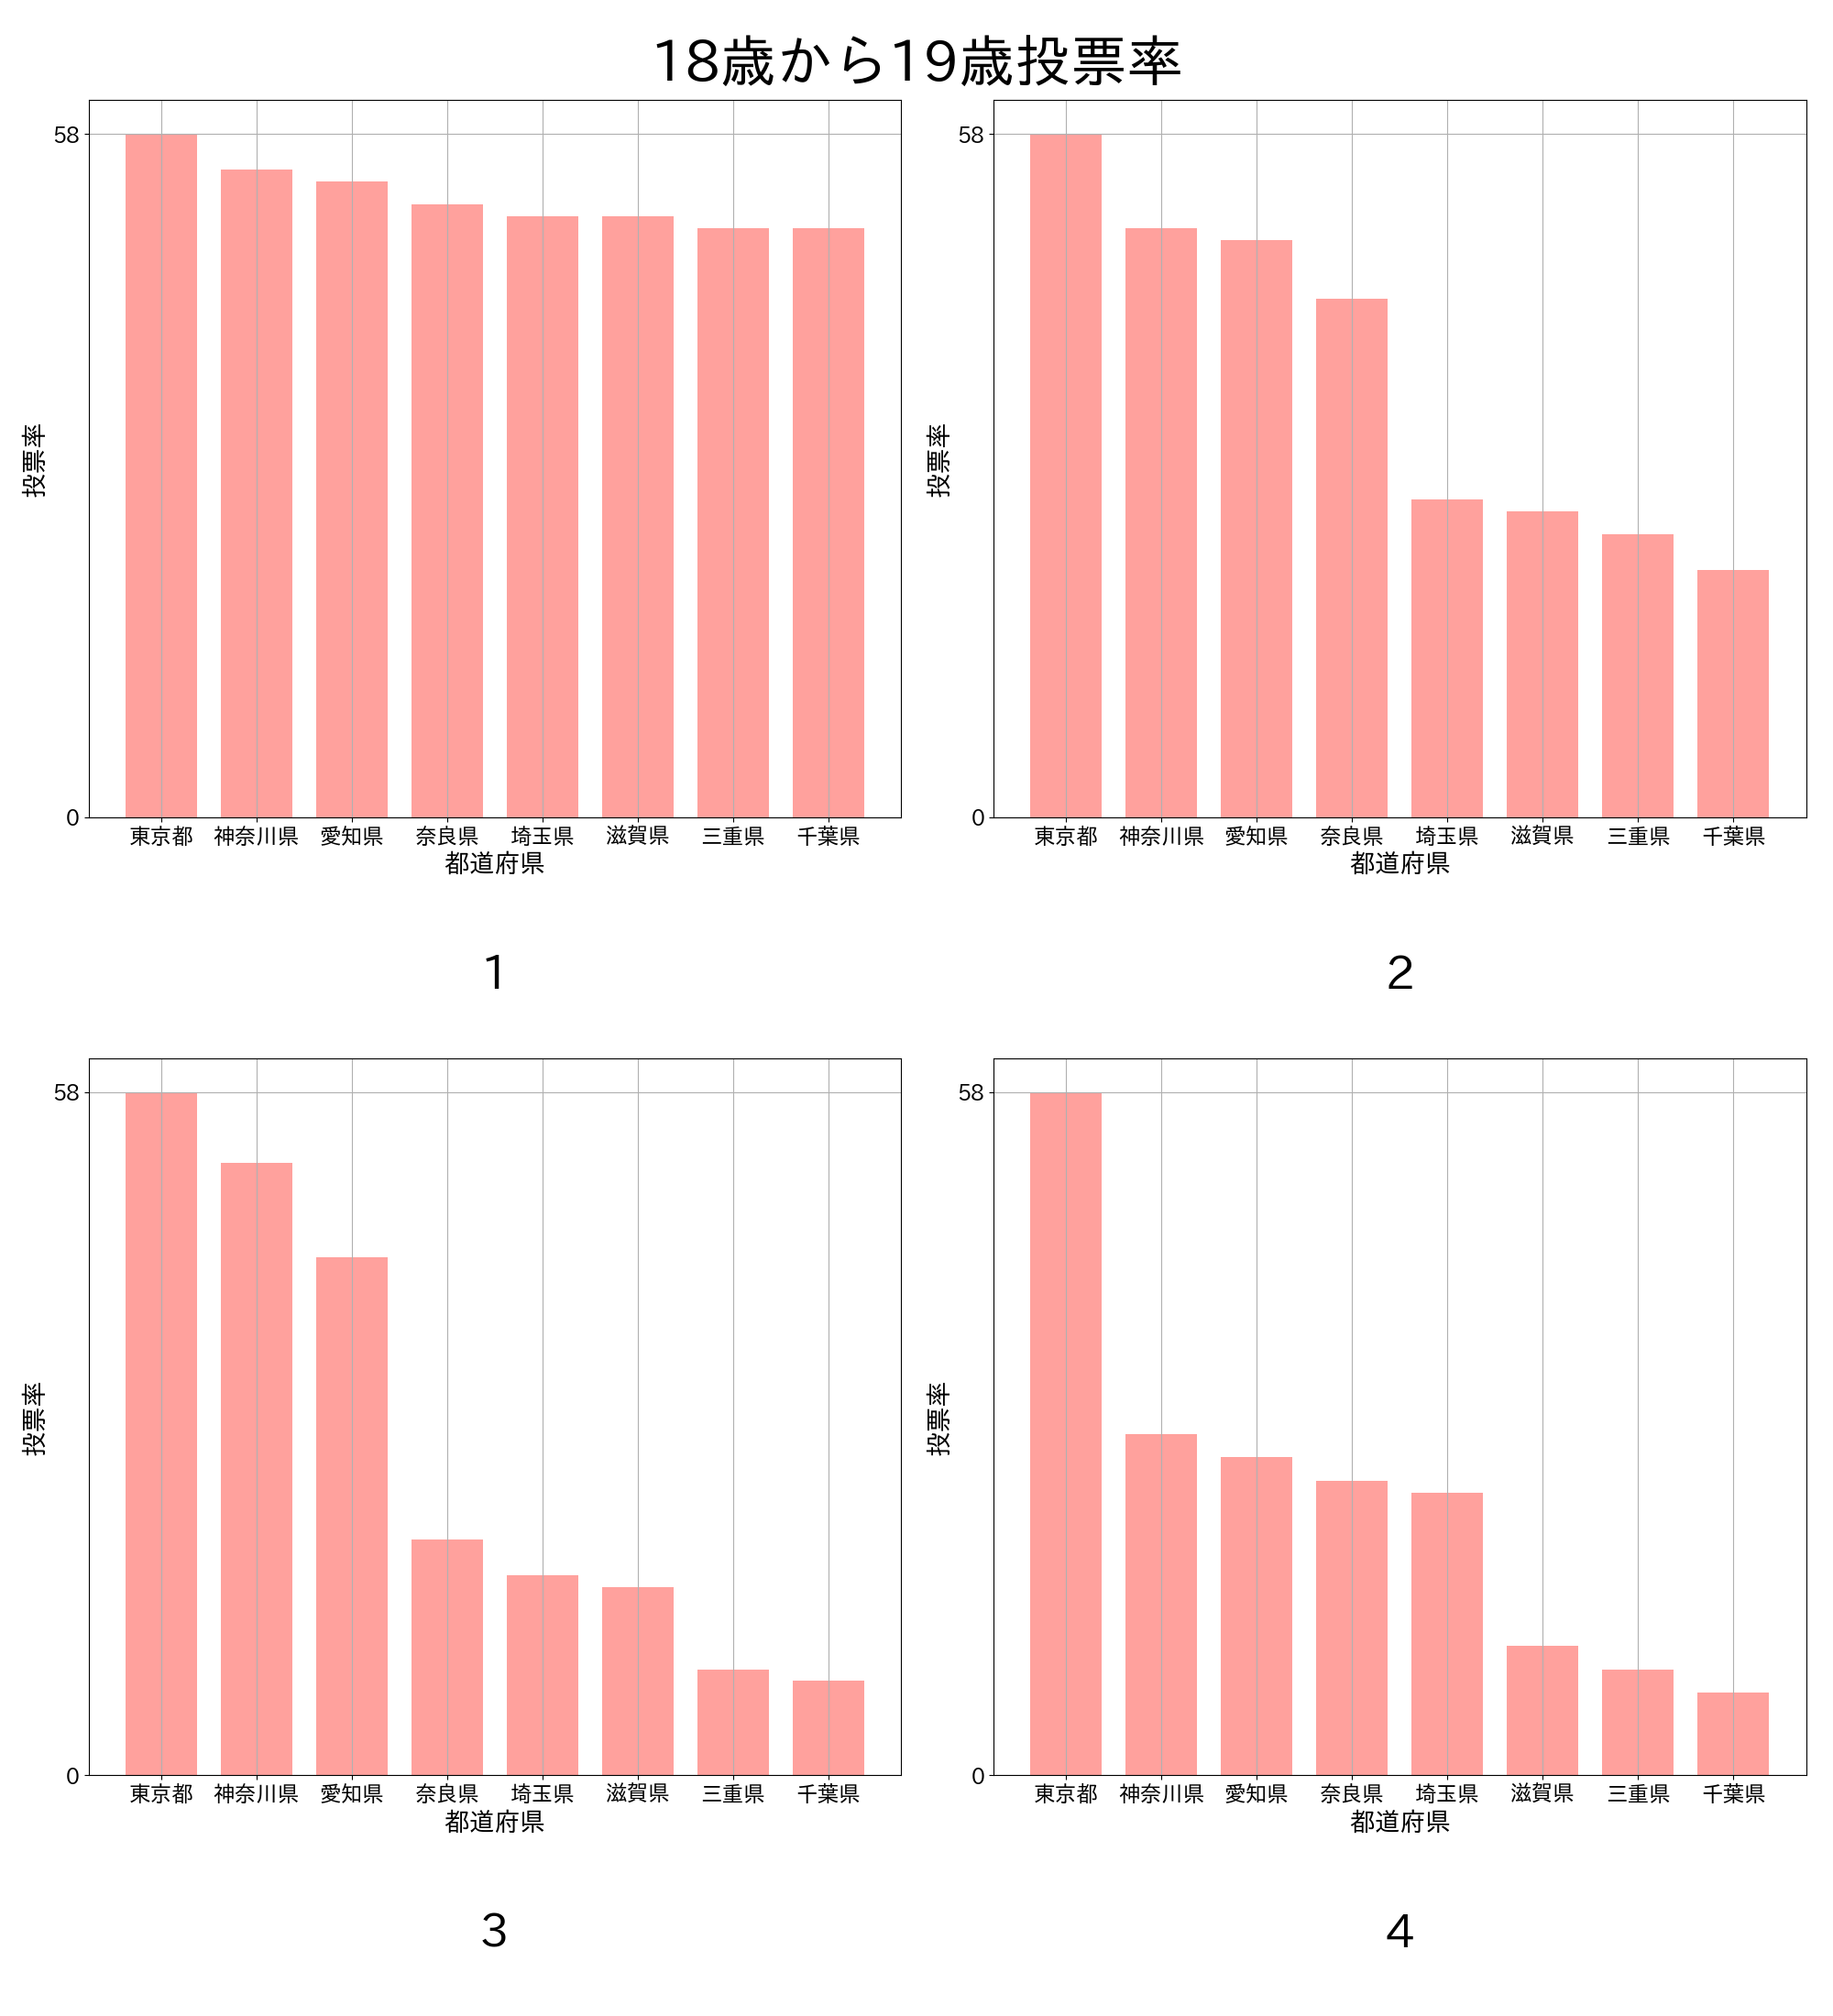 18歳から19歳投票率
58
0
投票率
東京都 神奈川県 愛知県 奈良県 埼玉県 滋賀県 三重県 千葉県
都道府県
1
58
0
投票率
東京都 神奈川県 愛知県 奈良県 埼玉県 滋賀県 三重県 千葉県
都道府県
2
58
0
投票率
東京都 神奈川県 愛知県 奈良県 埼玉県 滋賀県 三重県 千葉県
都道府県
3
58
0
投票率
東京都 神奈川県 愛知県 奈良県 埼玉県 滋賀県 三重県 千葉県
都道府県
4